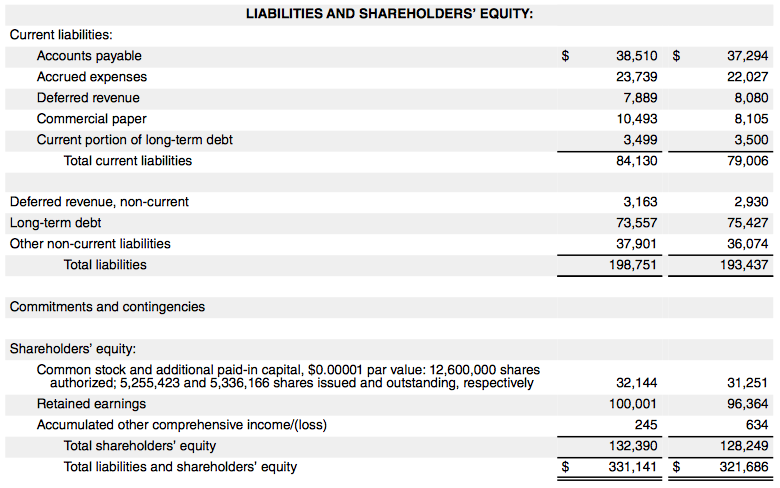 LIABILITIES AND SHAREHOLDERS’ EQUITY:
Current liabilities:
Accounts payable $ 38,510 $ 37,294
Accrued expenses 23,739 22,027
Deferred revenue 7,889 8,080
Commercial paper 10,493 8,105
Current portion of long-term debt 3,499 3,500
Total current liabilities 84,130 79,006
Deferred revenue, non-current 3,163 2,930
Long-term debt 73,557 75,427
Other non-current liabilities 37,901 36,074
Total liabilities 198,751 193,437
Commitments and contingencies
Shareholders’ equity:
Common stock and additional paid-in capital, $0.00001 par value: 12,600,000 shares
authorized; 5,255,423 and 5,336,166 shares issued and outstanding, respectively 32,144 31,251
Retained earnings 100,001 96,364
Accumulated other comprehensive income/(loss) 245 634
Total shareholders’ equity 132,390 128,249
Total liabilities and shareholders’ equity $ 331,141 $ 321,686